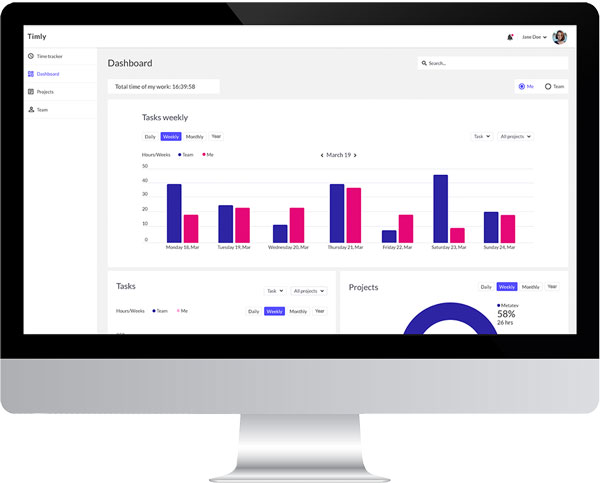 Timly
Jane Doe
Time tracker
Dashboard
Projects
Team
Dashboard
Search...
Total time of my work: 16:39:58
Me
Team
Tasks weekly
Daily Weekly Monthly Year
Task All projects
Hours/Weeks Team Me
March 19
50
40
30
20
10
0
Monday 18, Mar Tuesday 19, Mar Wednesday 20, Mar Thursday 21, Mar Friday 22, Mar Saturday 23, Mar Sunday 24, Mar
Tasks
Task All projects
Hours/Weeks Team Me
Daily Weekly Monthly Year
Projects
Daily Weekly Monthly Year
Metatev
58%
26 hrs